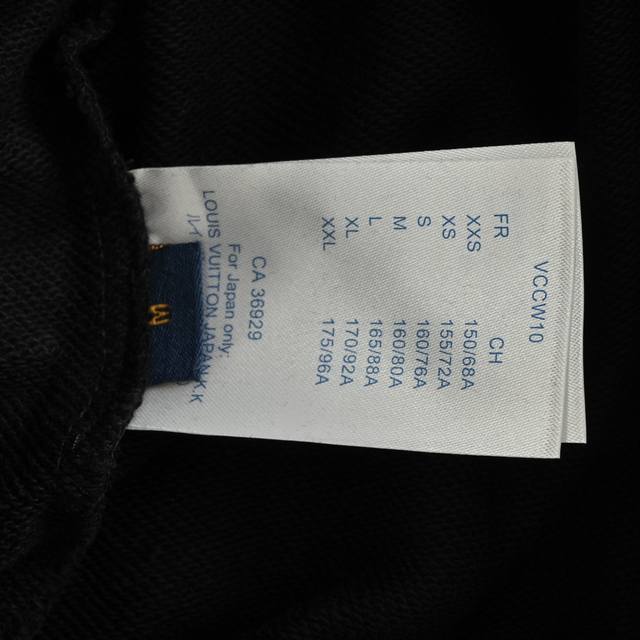 VCCW10
FR CH
XXS 150/68A
XS 155/72A
S 160/76A
M 160/80A
L 165/88A
XL 170/92A
XXL 175/96A
CA 36929
For Japan only,
LOUIS VUITTON JAPAN K.K
M